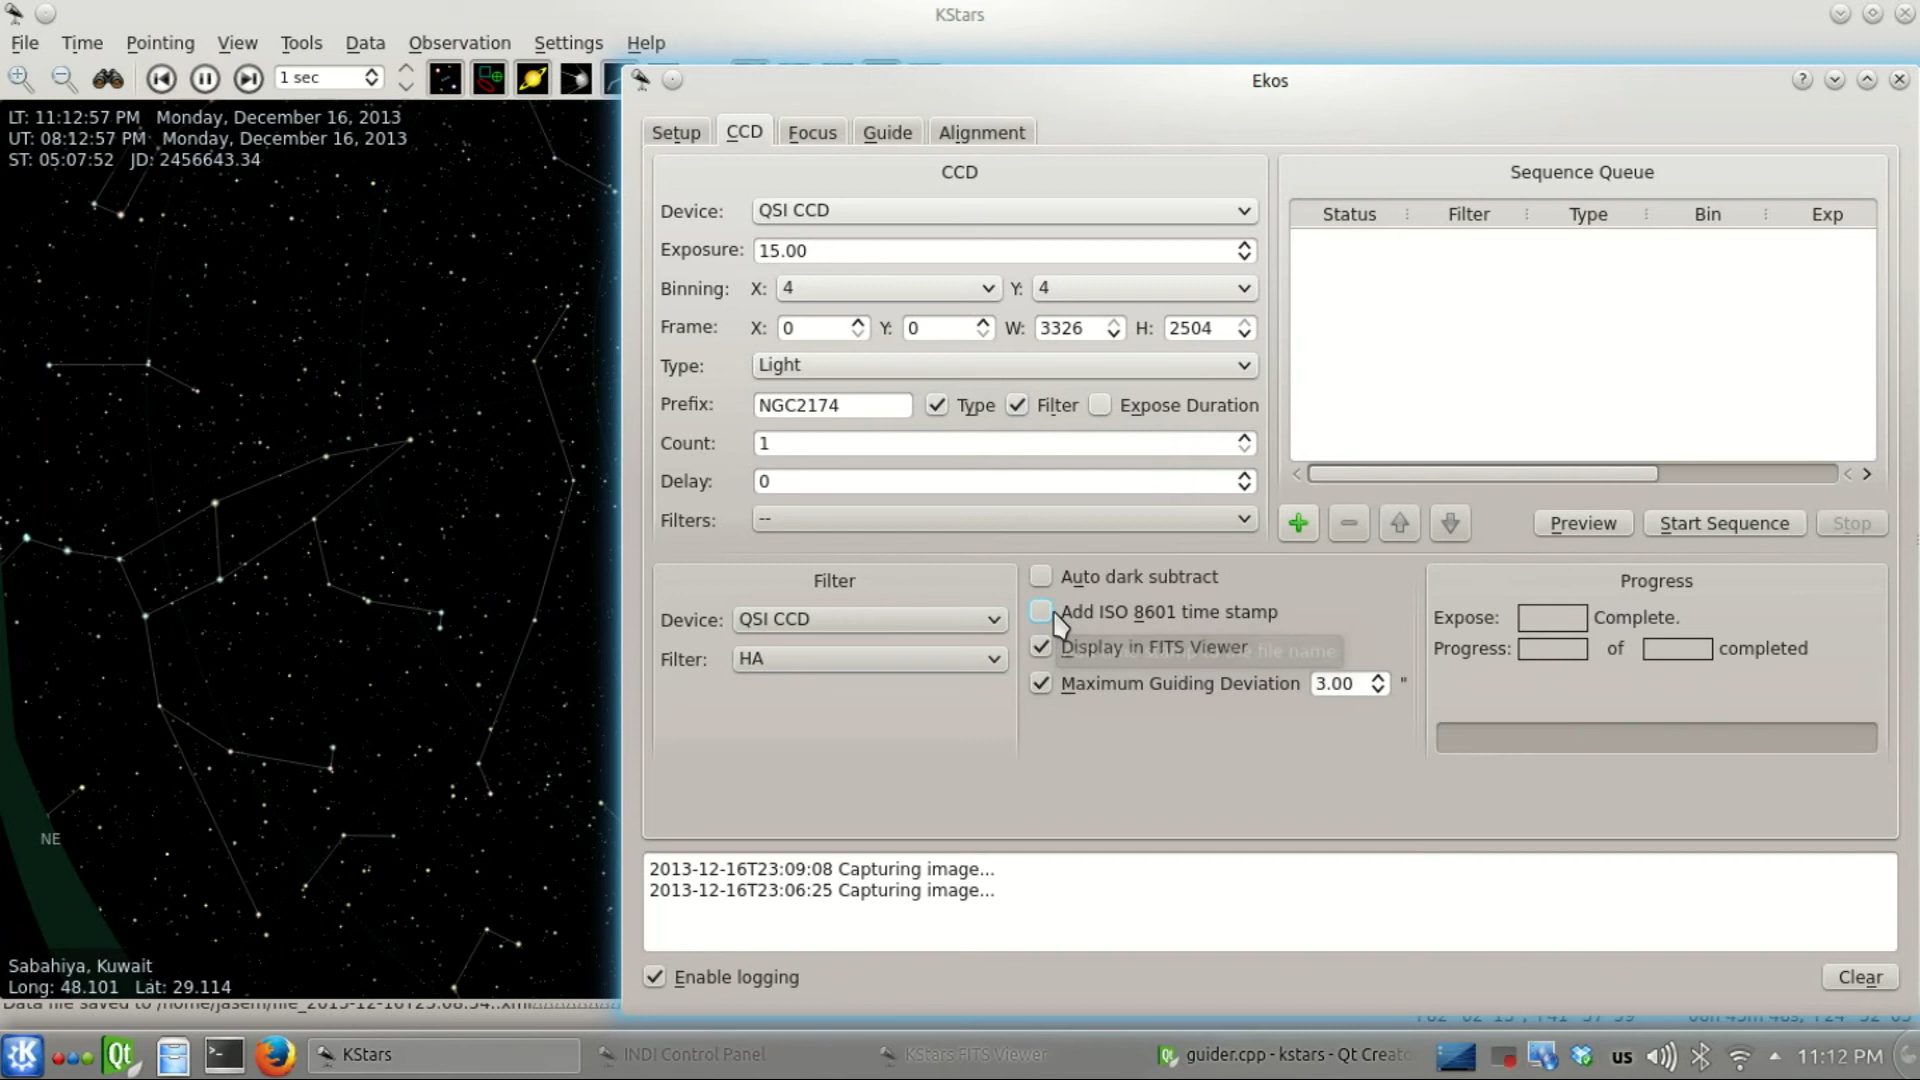 KStars
File Time Pointing View Tools Data Observation Settings Help
1 sec
LT: 11:12:57 PM Monday, December 16, 2013
UT: 08:12:57 PM Monday, December 16, 2013
ST: 05:07:52 JD: 2456643.34
NE
Sabahiya, Kuwait
Long: 48.101 Lat: 29.114
Ekos
Setup CCD Focus Guide Alignment
CCD
Device: QSI CCD
Exposure: 15.00
Binning: X: 4 Y: 4
Frame: X: 0 Y: 0 W: 3326 H: 2504
Type: Light
Prefix: NGC2174 Type Filter Expose Duration
Count: 1
Delay: 0
Filters: --
Sequence Queue
Status Filter Type Bin Exp
Preview Start Sequence Stop
Filter
Device: QSI CCD
Filter: HA
Auto dark subtract
Add ISO 8601 time stamp
Display in FITS Viewer
file name
Maximum Guiding Deviation 3.00 "
Progress
Expose: Complete.
Progress: of completed
2013-12-16T23:09:08 Capturing image...
2013-12-16T23:06:25 Capturing image...
Enable logging Clear
Qt KStars INDI Control Panel KStars FITS Viewer Qt guider.cpp - kstars - Qt Creato us 11:12 PM